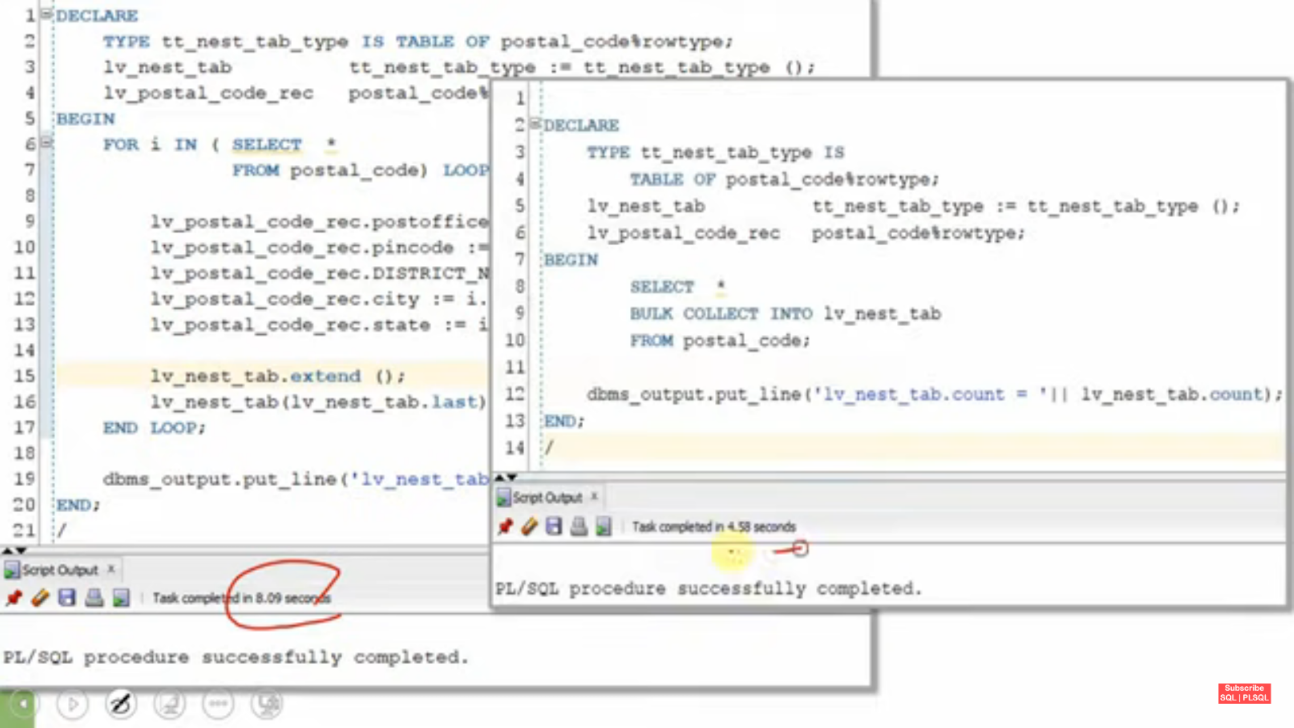 1 DECLARE
2 TYPE tt_nest_tab_type IS TABLE OF postal_code%rowtype;
3 lv_nest_tab tt_nest_tab_type := tt_nest_tab_type ();
4 lv_postal_code_rec postal_code%
5 BEGIN
6 FOR i IN ( SELECT *
7 FROM postal_code) LOOP
8
9 lv_postal_code_rec.postoffice
10 lv_postal_code_rec.pincode :=
11 lv_postal_code_rec.DISTRICT_N
12 lv_postal_code_rec.city := i.
13 lv_postal_code_rec.state := i
14
15 lv_nest_tab.extend ();
16 lv_nest_tab(lv_nest_tab.last)
17 END LOOP;
18
19 dbms_output.put_line('lv_nest_tab
20 END;
21 /
Script Output x
Task completed in 8.09 seconds
PL/SQL procedure successfully completed.
1
2 DECLARE
3 TYPE tt_nest_tab_type IS
4 TABLE OF postal_code%rowtype;
5 lv_nest_tab tt_nest_tab_type := tt_nest_tab_type ();
6 lv_postal_code_rec postal_code%rowtype;
7 BEGIN
8 SELECT *
9 BULK COLLECT INTO lv_nest_tab
10 FROM postal_code;
11
12 dbms_output.put_line('lv_nest_tab.count = '|| lv_nest_tab.count);
13 END;
14 /
Script Output x
Task completed in 4.58 seconds
PL/SQL procedure successfully completed.
Subscribe
SQL | PLSQL